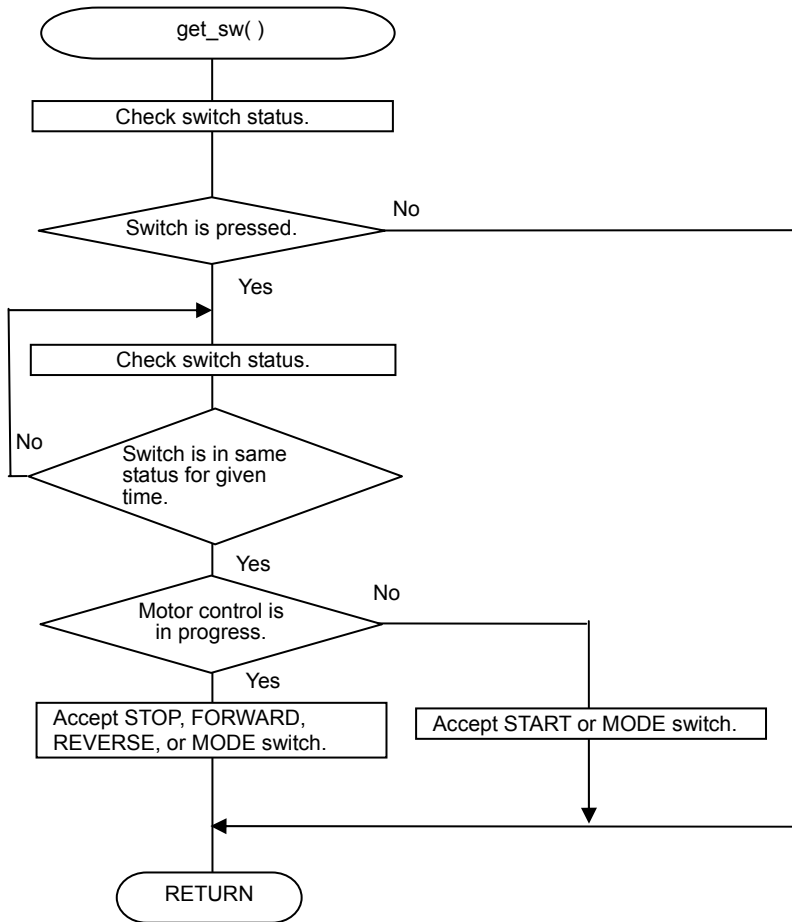 get_sw( )
Check switch status.
Switch is pressed.
No
Yes
Check switch status.
No
Switch is in same
status for given
time.
Yes
Motor control is
in progress.
No
Yes
Accept STOP, FORWARD,
REVERSE, or MODE switch.
Accept START or MODE switch.
RETURN